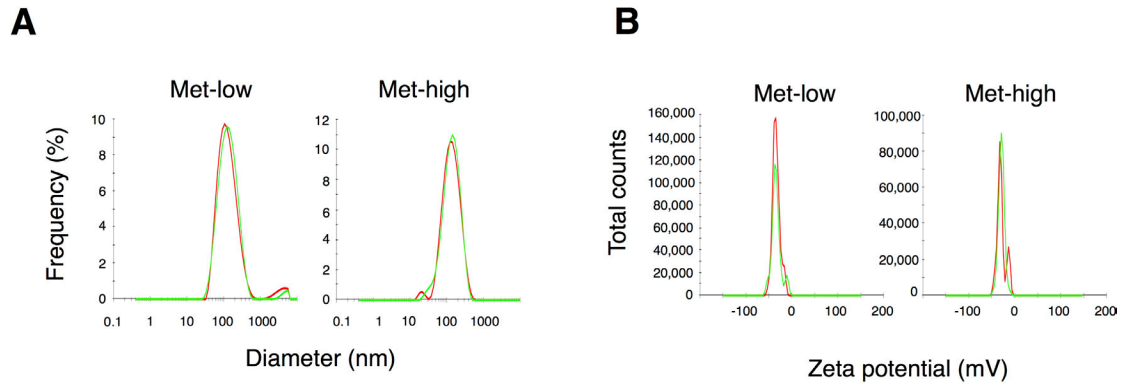 A
B
Met-low
Met-high
Met-low
Met-high
Frequency (%)
10
8
6
4
2
0
0.1 1 10 100 1000
12
10
8
6
4
2
0
0.1 1 10 100 1000
Diameter (nm)
Total counts
160,000
140,000
120,000
100,000
80,000
60,000
40,000
20,000
0
-100 0 100 200
100,000
80,000
60,000
40,000
20,000
0
-100 0 100 200
Zeta potential (mV)